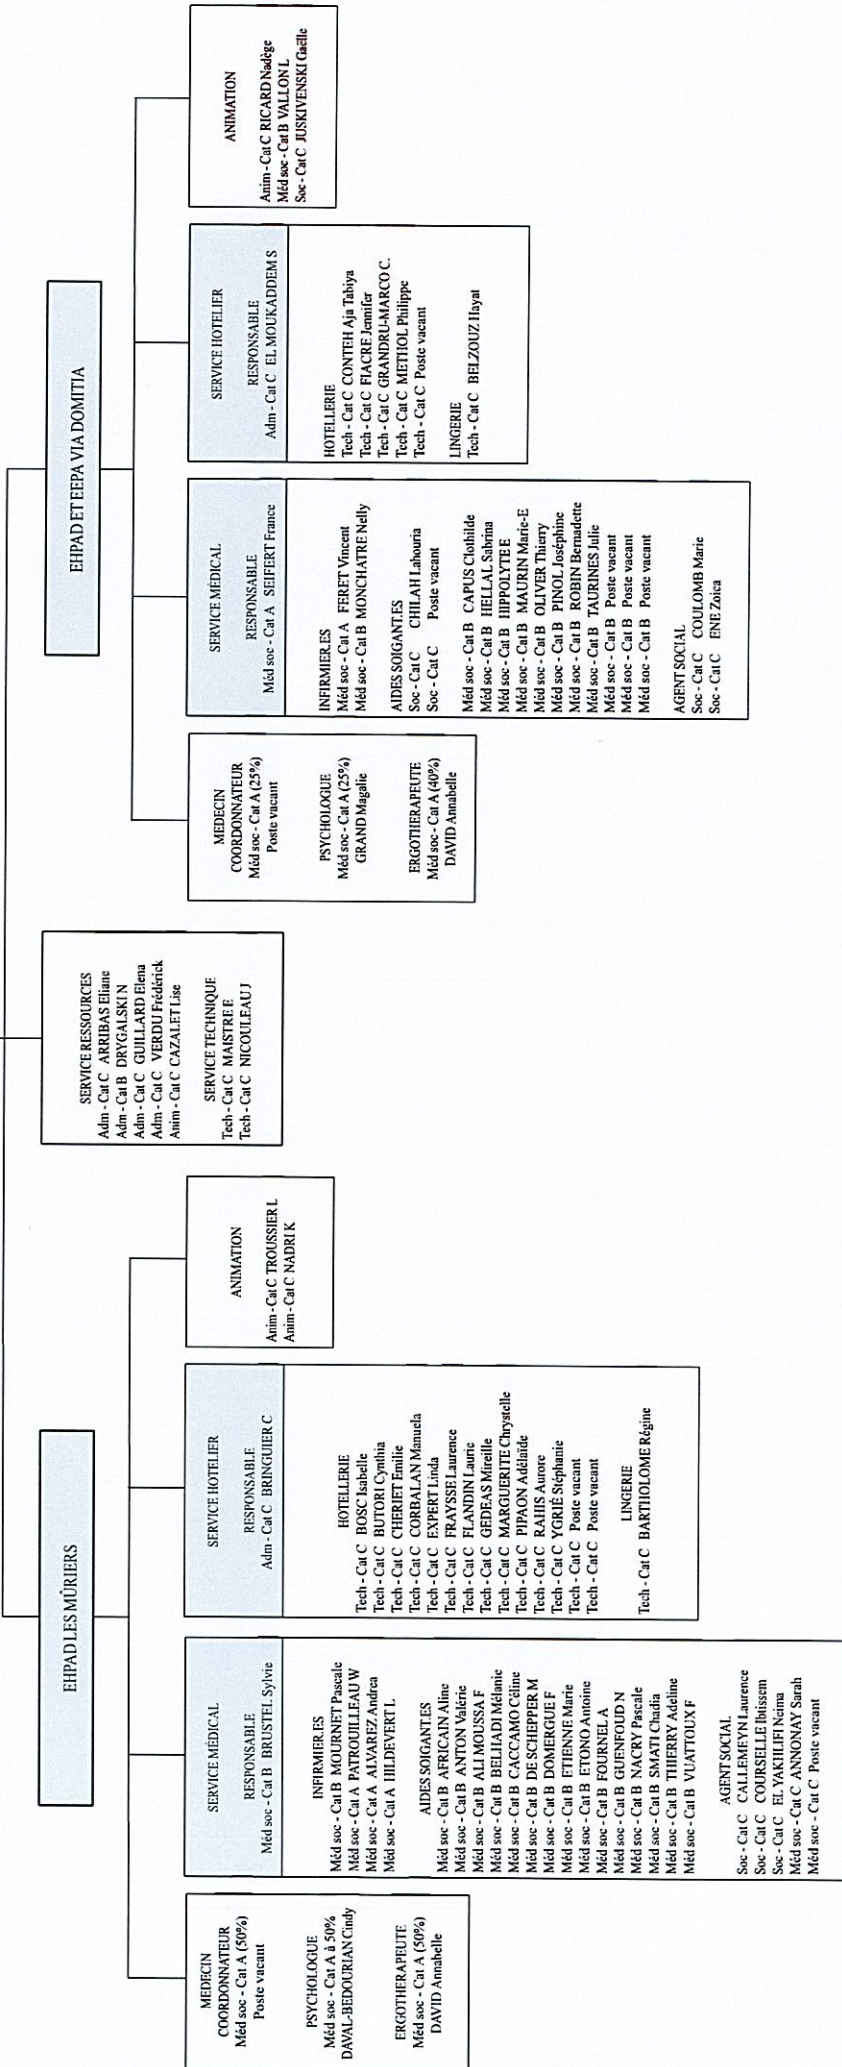 EHPAD LES MÛRIERS
MEDECIN
COORDONNATEUR
Méd soc - Cat A (50%)
Poste vacant
PSYCHOLOGUE
Méd soc - Cat A à 50%
DAVAL-BEDOURIAN Cindy
ERGOTHERAPEUTE
Méd soc - Cat A (50%)
DAVID Annabelle
SERVICE MÉDICAL
RESPONSABLE
Méd soc - Cat B BRUSTEL Sylvie
INFIRMIER.ES
Méd soc - Cat B MOURNET Pascale
Méd soc - Cat A PATROUILLEAU W
Méd soc - Cat A ALVAREZ Andrea
Méd soc - Cat A HILDEVERT L
AIDES SOIGANT.ES
Méd soc - Cat B AFRICAIN Aline
Méd soc - Cat B ANTON Valérie
Méd soc - Cat B ALI MOUSSA F
Méd soc - Cat B BELHADI Mélanie
Méd soc - Cat B CACCAMO Céline
Méd soc - Cat B DE SCHEPPER M
Méd soc - Cat B DOMERGUE F
Méd soc - Cat B ETIENNE Marie
Méd soc - Cat B ETONO Antoine
Méd soc - Cat B FOURNEL A
Méd soc - Cat B GUENFOUD N
Méd soc - Cat B NACRY Pascale
Méd soc - Cat B SMATI Chadia
Méd soc - Cat B THIERRY Adeline
Méd soc - Cat B VUATTOUX F
AGENT SOCIAL
Soc - Cat C CALLEMEYN Laurence
Soc - Cat C COURSELLE Ibtissem
Soc - Cat C EL YAKHLIFI Neima
Méd soc - Cat C ANNONAY Sarah
Méd soc - Cat C Poste vacant
SERVICE HOTELIER
RESPONSABLE
Adm - Cat C BRINGUIER C
HOTELLERIE
Tech - Cat C BOSC Isabelle
Tech - Cat C BUTORI Cynthia
Tech - Cat C CHERIET Emilie
Tech - Cat C CORBALAN Manuela
Tech - Cat C EXPERT Linda
Tech - Cat C FRAYSSE Laurence
Tech - Cat C FLANDIN Laurie
Tech - Cat C GEDEAS Mireille
Tech - Cat C MARGUERITE Chrystelle
Tech - Cat C PIPAON Adélaïde
Tech - Cat C RAHIS Aurore
Tech - Cat C YGRIÉ Stéphanie
Tech - Cat C Poste vacant
Tech - Cat C Poste vacant
LINGERIE
Tech - Cat C BARTHOLOME Régine
ANIMATION
Anim - Cat C TROUSSIER L
Anim - Cat C NADRI K
SERVICE RESSOURCES
Adm - Cat C ARRIBAS Eliane
Adm - Cat B DRYGALSKI N
Adm - Cat C GUILLARD Elena
Adm - Cat C VERDU Frédérick
Anim - Cat C CAZALET Lise
SERVICE TECHNIQUE
Tech - Cat C MAISTRE E
Tech - Cat C NICOULEAU J
EHPAD ET EEPA VIA DOMITIA
MEDECIN
COORDONNATEUR
Méd soc - Cat A (25%)
Poste vacant
PSYCHOLOGUE
Méd soc - Cat A (25%)
GRAND Magalie
ERGOTHERAPEUTE
Méd soc - Cat A (40%)
DAVID Annabelle
SERVICE MÉDICAL
RESPONSABLE
Méd soc - Cat A SEIFERT France
INFIRMIER.ES
Méd soc - Cat A FERET Vincent
Méd soc - Cat B MONCHATRE Nelly
AIDES SOIGANT.ES
Soc - Cat C CHILAH Lahouria
Soc - Cat C Poste vacant
Méd soc - Cat B CAPUS Clothilde
Méd soc - Cat B HELLAL Sabrina
Méd soc - Cat B HIPPOLYTE E
Méd soc - Cat B MAURIN Marie-E
Méd soc - Cat B OLIVER Thierry
Méd soc - Cat B PINOL Joséphine
Méd soc - Cat B ROBIN Bernadette
Méd soc - Cat B TAURINES Julie
Méd soc - Cat B Poste vacant
Méd soc - Cat B Poste vacant
Méd soc - Cat B Poste vacant
AGENT SOCIAL
Soc - Cat C COULOMB Marie
Soc - Cat C ENE Zoica
SERVICE HOTELIER
RESPONSABLE
Adm - Cat C EL MOUKADDEM S
HOTELLERIE
Tech - Cat C CONTEH Aja Tabiya
Tech - Cat C FIACRE Jennifer
Tech - Cat C GRANDRU-MARCO C.
Tech - Cat C METHOL Philippe
Tech - Cat C Poste vacant
LINGERIE
Tech - Cat C BELZOUZ Hayat
ANIMATION
Anim - Cat C RICARD Nadège
Méd soc - Cat B VALLON L
Soc - Cat C JUSKIVENSKI Gaëlle